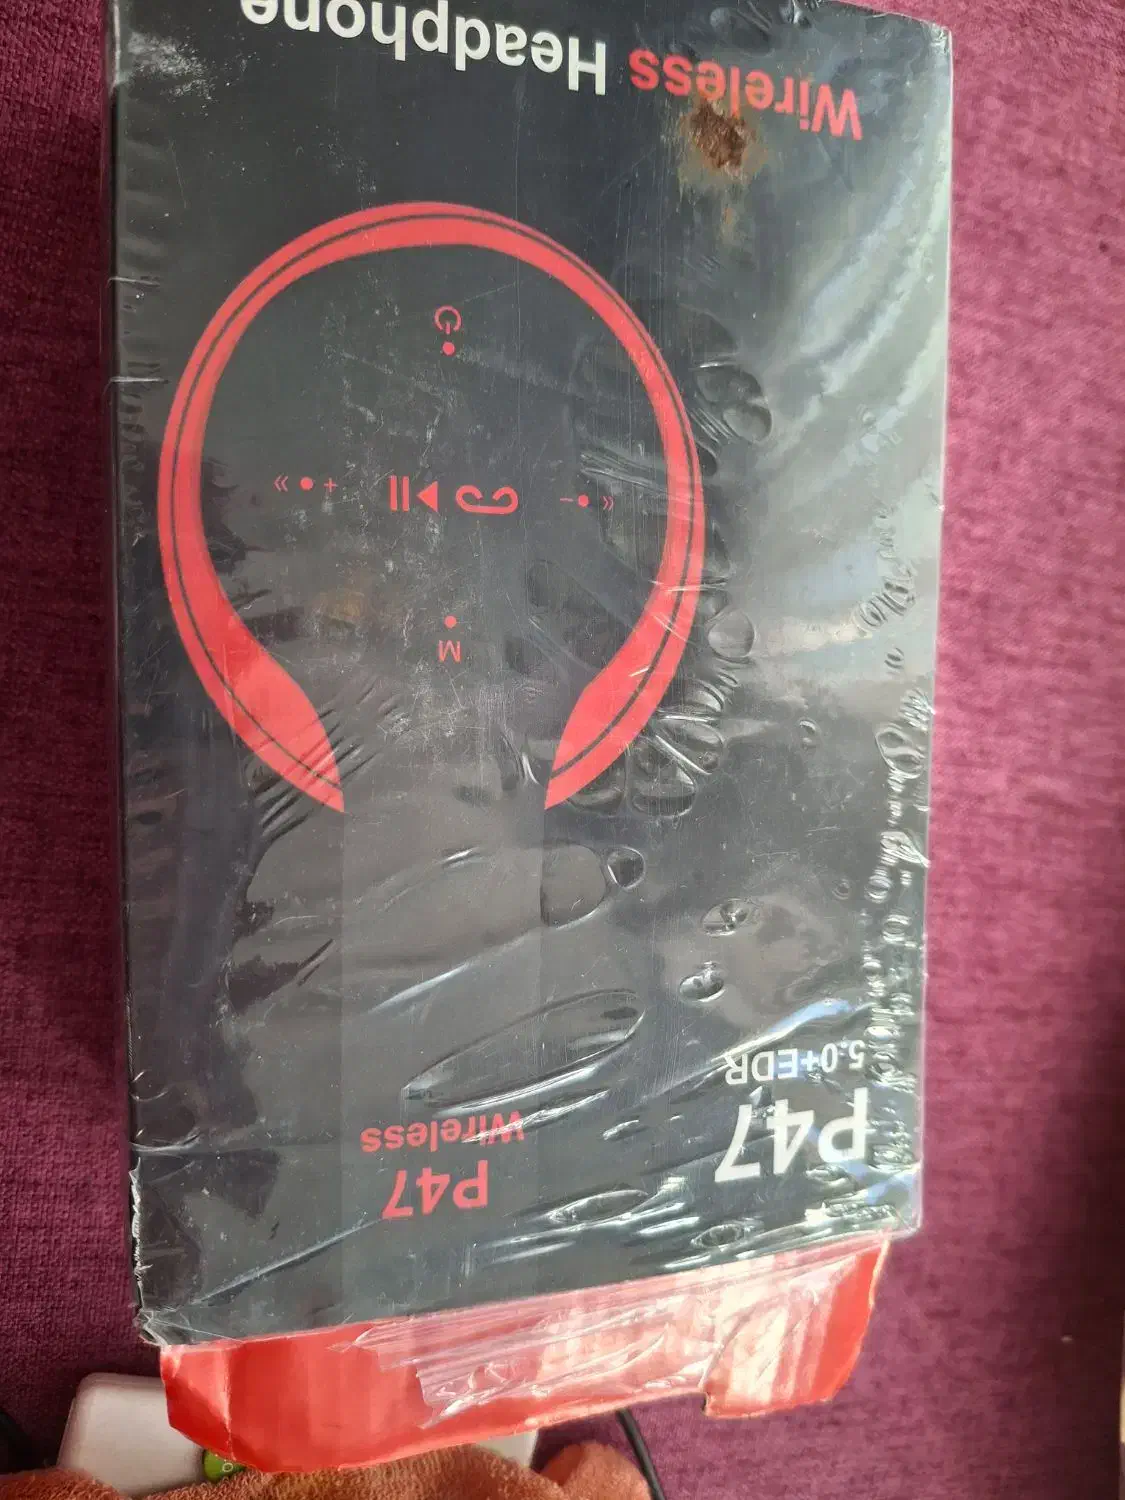 P47
5.0+EDR
P47
Wireless
M
«
-
+
»
Wireless Headphone